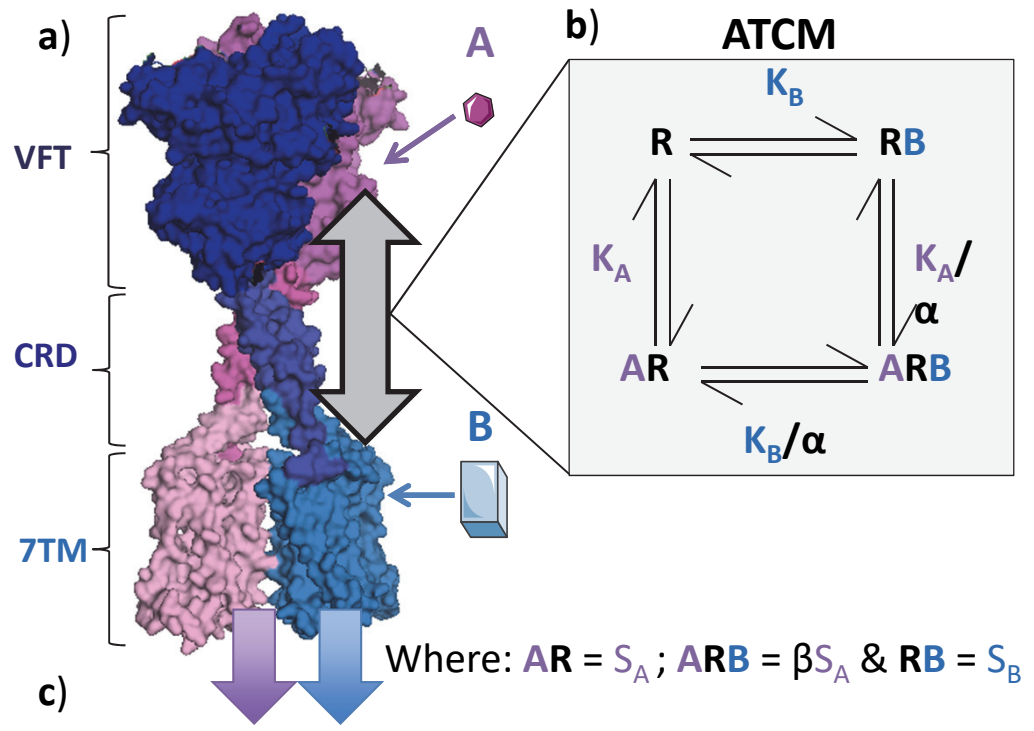 a)
A
b)
ATCM
VFT
K_B
R
RB
K_A
K_A/
α
CRD
AR
ARB
K_B/α
B
7TM
Where: AR = S_A ; ARB = βS_A & RB = S_B
c)